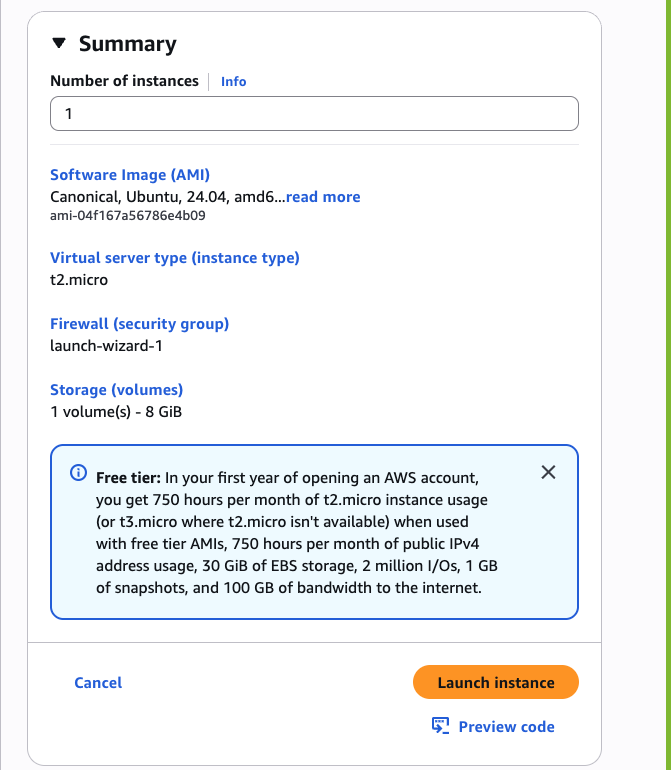 Summary
Number of instances Info
1
Software Image (AMI)
Canonical, Ubuntu, 24.04, amd6...read more
ami-04f167a56786e4b09
Virtual server type (instance type)
t2.micro
Firewall (security group)
launch-wizard-1
Storage (volumes)
1 volume(s) - 8 GiB
Free tier: In your first year of opening an AWS account,
you get 750 hours per month of t2.micro instance usage
(or t3.micro where t2.micro isn't available) when used
with free tier AMIs, 750 hours per month of public IPv4
address usage, 30 GiB of EBS storage, 2 million I/Os, 1 GB
of snapshots, and 100 GB of bandwidth to the internet.
Cancel
Launch instance
Preview code